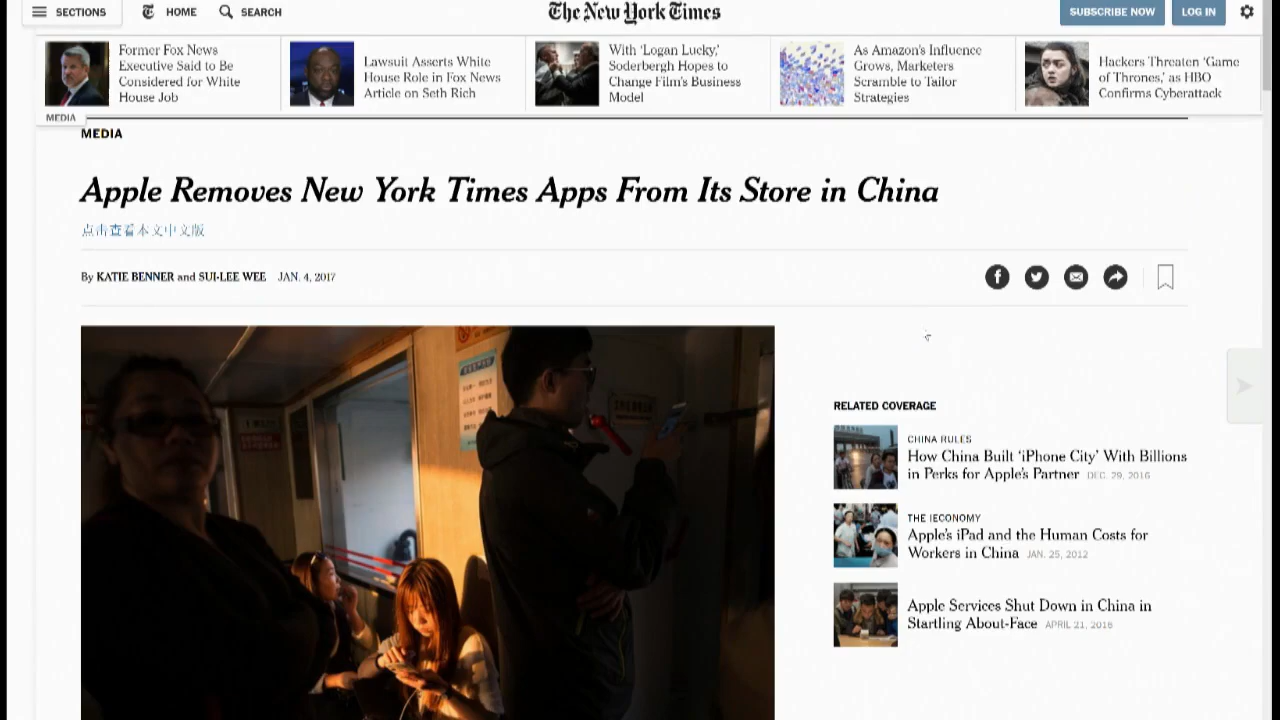 SECTIONS
HOME
SEARCH
The New York Times
SUBSCRIBE NOW
LOG IN
Former Fox News
Executive Said to Be
Considered for White
House Job
Lawsuit Asserts White
House Role in Fox News
Article on Seth Rich
With ‘Logan Lucky,’
Soderbergh Hopes to
Change Film’s Business
Model
As Amazon’s Influence
Grows, Marketers
Scramble to Tailor
Strategies
Hackers Threaten ‘Game
of Thrones,’ as HBO
Confirms Cyberattack
MEDIA
MEDIA
Apple Removes New York Times Apps From Its Store in China
点击查看本文中文版
By KATIE BENNER and SUI-LEE WEE JAN. 4, 2017
RELATED COVERAGE
CHINA RULES
How China Built ‘iPhone City’ With Billions
in Perks for Apple’s Partner DEC. 29, 2016
THE IECONOMY
Apple’s iPad and the Human Costs for
Workers in China JAN. 25, 2012
Apple Services Shut Down in China in
Startling About-Face APRIL 21, 2016